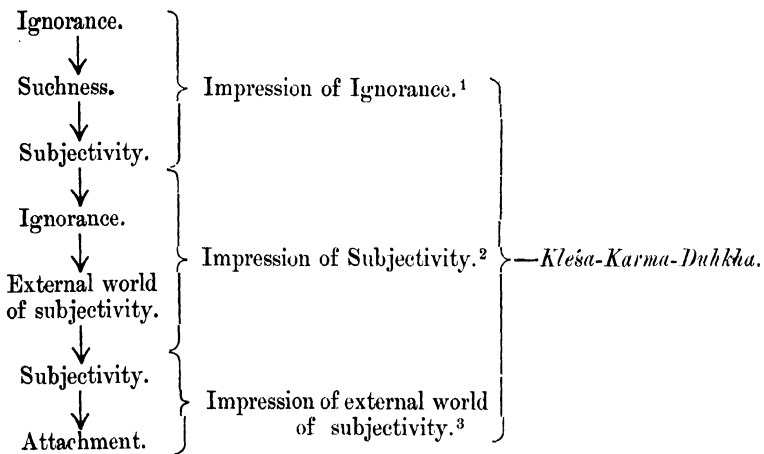 Ignorance.
Suchness.
Impression of Ignorance.¹
Subjectivity.
Ignorance.
External world
of subjectivity.
Impression of Subjectivity.²
—Kleśa-Karma-Duhkha.
Subjectivity.
Attachment.
Impression of external world
of subjectivity.³